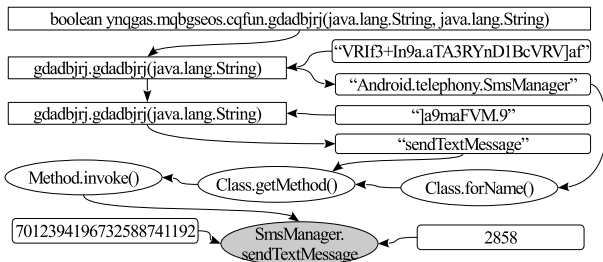 boolean ynqgas.mqbgseos.cqfun.gdadbjrj(java.lang.String, java.lang.String)
“VRIf3+In9a.aTA3RYnD1BcVRV]af”
gdadbjrj.gdadbjrj(java.lang.String)
“Android.telephony.SmsManager”
gdadbjrj.gdadbjrj(java.lang.String)
“]a9maFVM.9”
“sendTextMessage”
Method.invoke()
Class.getMethod()
Class.forName()
7012394196732588741192
SmsManager.
sendTextMessage
2858